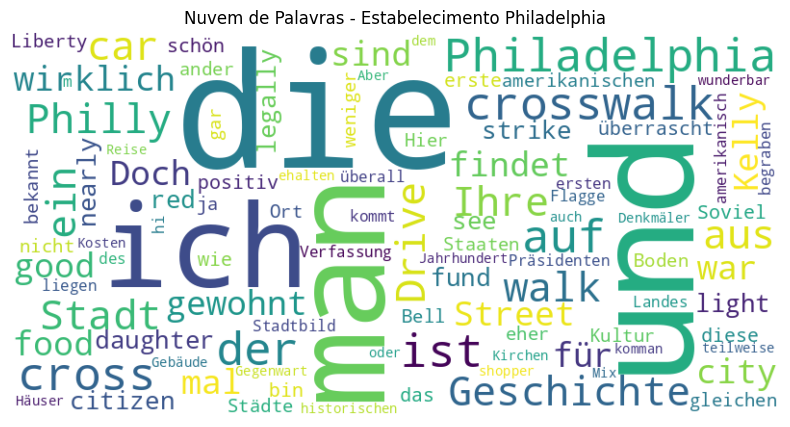 Nuvem de Palavras - Estabelecimento Philadelphia
Liberty
car
schön
sind
dem
Philadelphia
wirklich
m
ander
legally
Aber
erste
amerikanischen
wunderbar
Philly
die
gar
weniger
Hier
crosswalk
strike
überrascht
amerikanisch
Kelly
begraben
Reise
nearly
Doch
positiv
ehalten
überall
findet
und
bekannt
ein
red
ja
Ort
kommt
man
Drive
Ihre
ersten
Flagge
auch
Denkmäler
Soviel
nicht
Kosten
hi
ich
Verfassung
see
Staaten
auf
aus
good
des
wie
Jahrhundert
Präsidenten
Boden
war
liegen
fund
walk
Landes
light
Stadt
gewohnt
Stadtbild
Bell
Street
food
daughter
der
oder
ist
eher
Kultur
komman
diese
Gebäude
Gegenwart
Kirchen
für
teilweise
cross
mal
bin
shopper
Mix
city
Häuser
citizen
Städte
historischen
das
Geschichte
gleichen